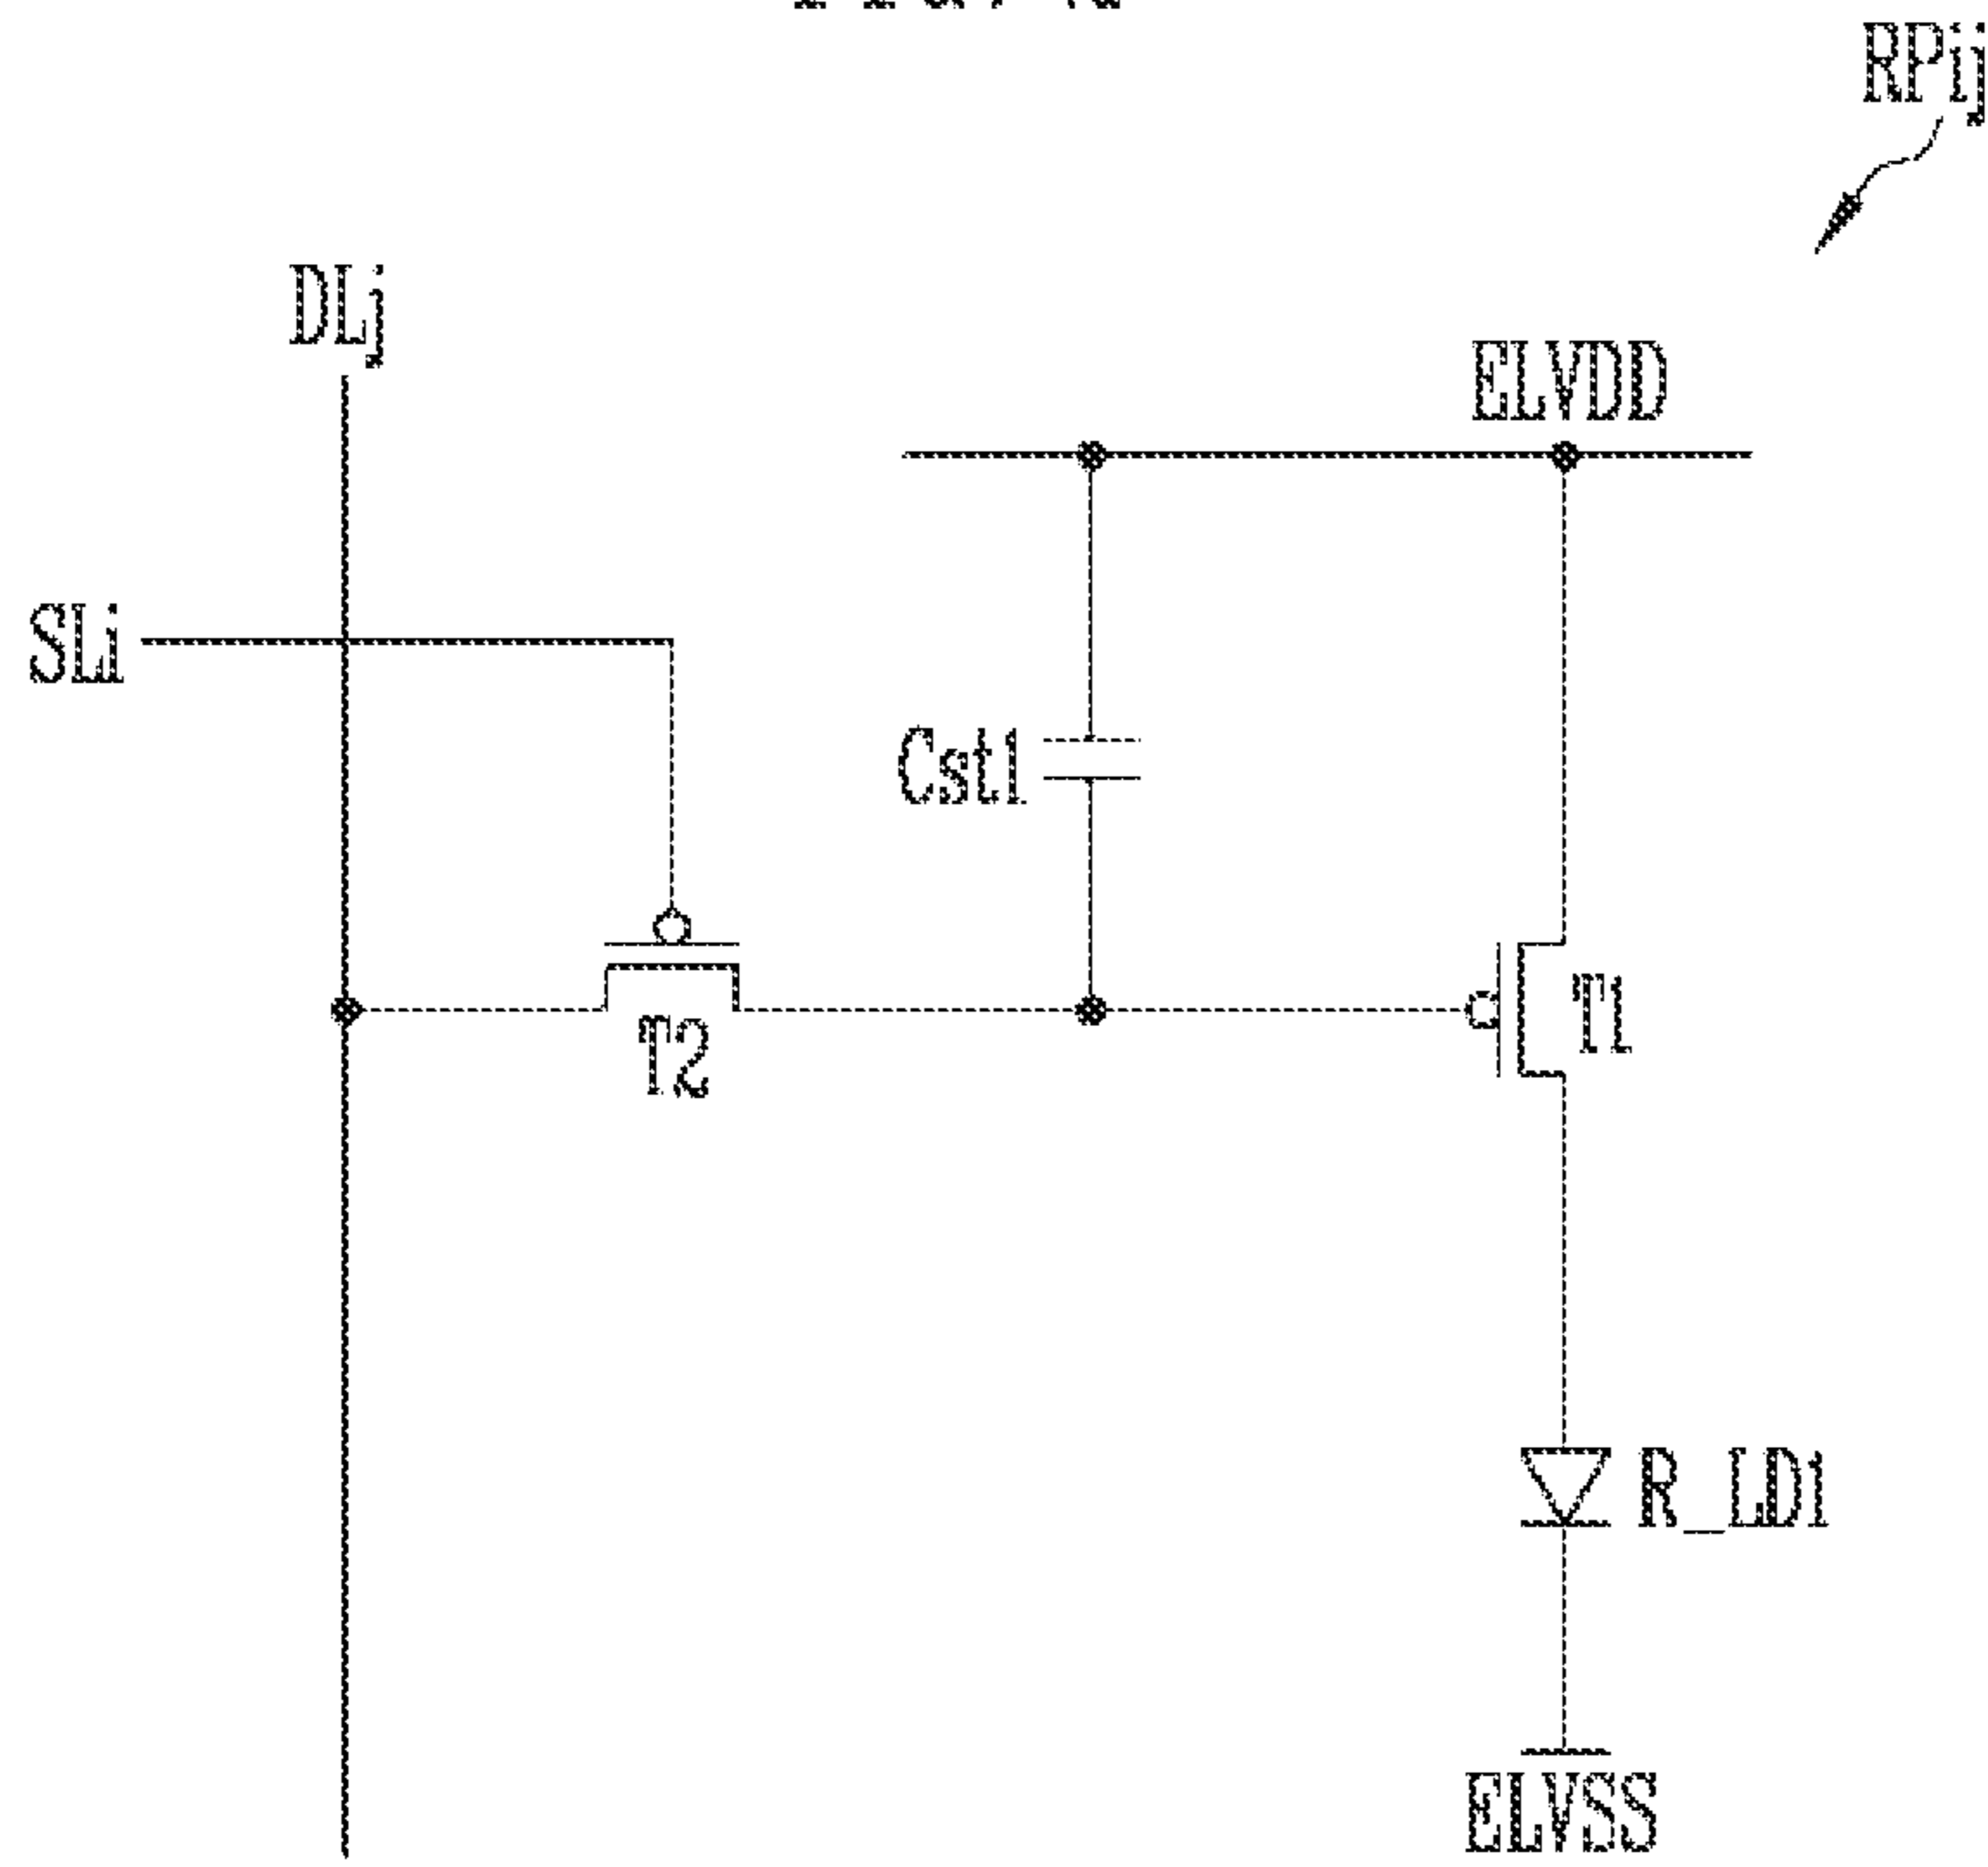 RPij
DLj
ELVDD
SLi
Cst1
T1
T2
R_LD1
ELVSS